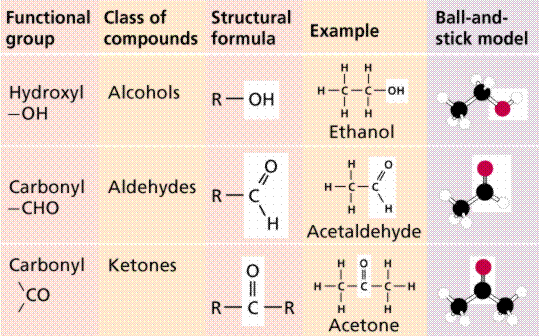 Functional group
Class of compounds
Structural formula
Example
Ball-and-stick model
Hydroxyl
–OH
Alcohols
R — OH
H H
H — C — C — OH
H H
Ethanol
Carbonyl
–CHO
Aldehydes
O
R — C
H
H O
H — C — C
H H
Acetaldehyde
Carbonyl
CO
Ketones
O
R — C — R
H O H
H — C — C — C — H
H H
Acetone